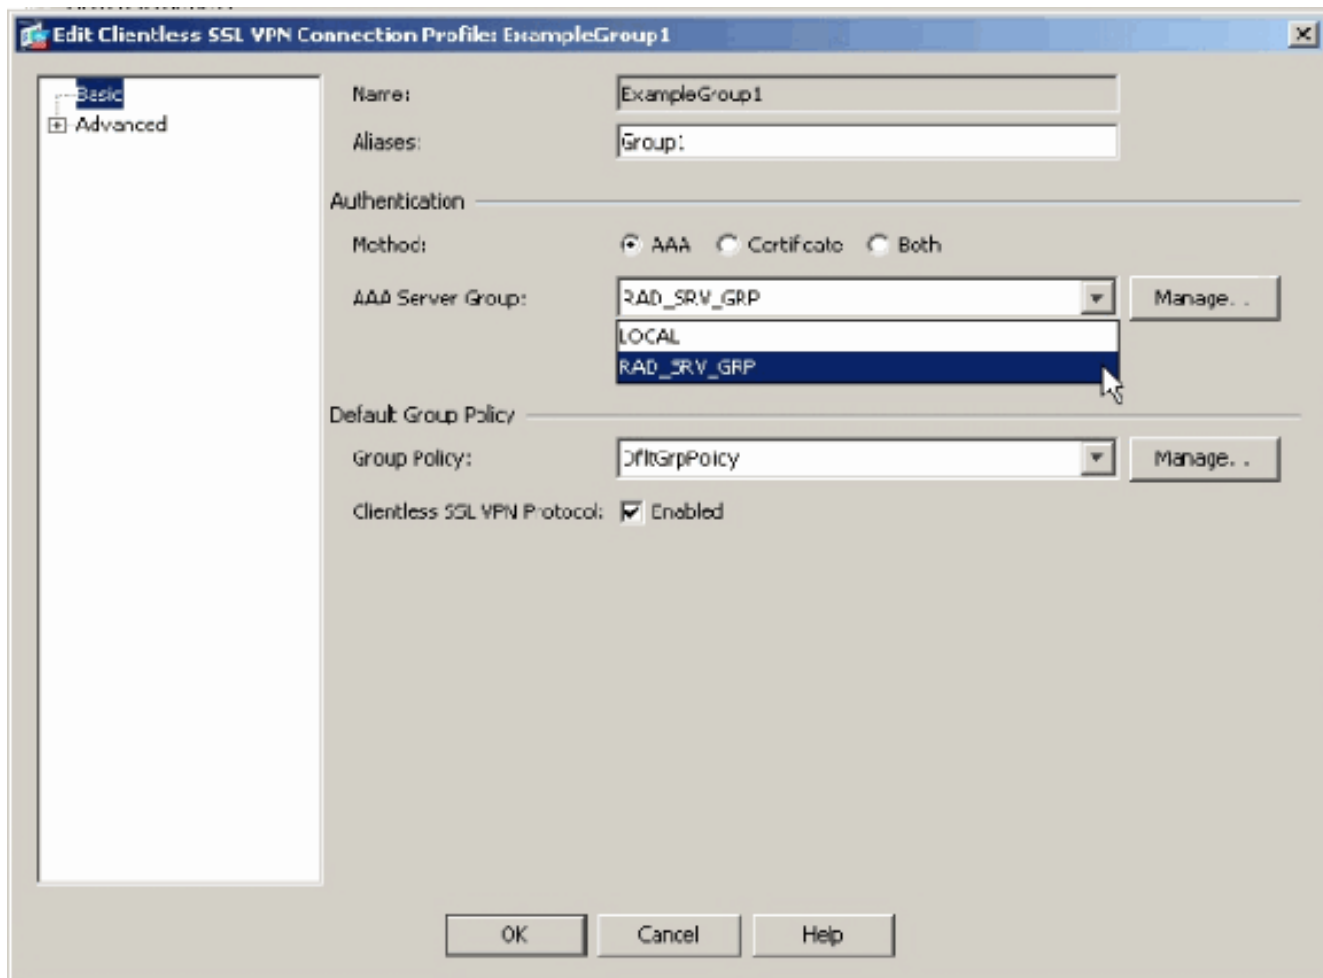 Edit Clientless SSL VPN Connection Profile: ExampleGroup1
Basic
Advanced
Name: ExampleGroup1
Aliases: Group1
Authentication
Method: AAA Certificate Both
AAA Server Group: RAD_SRV_GRP Manage...
LOCAL
RAD_SRV_GRP
Default Group Policy
Group Policy: DfltGrpPolicy Manage...
Clientless SSL VPN Protocol: Enabled
OK Cancel Help